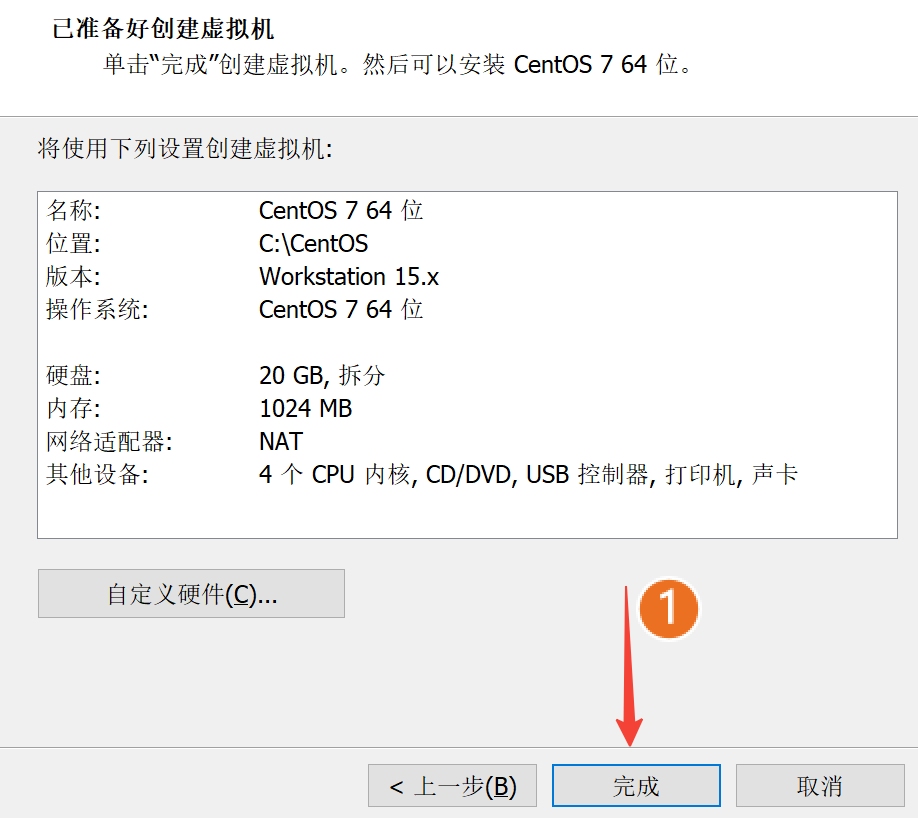 已准备好创建虚拟机
单击“完成”创建虚拟机。然后可以安装 CentOS 7 64 位。
将使用下列设置创建虚拟机:
名称: CentOS 7 64 位
位置: C:\CentOS
版本: Workstation 15.x
操作系统: CentOS 7 64 位
硬盘: 20 GB, 拆分
内存: 1024 MB
网络适配器: NAT
其他设备: 4 个 CPU 内核, CD/DVD, USB 控制器, 打印机, 声卡
自定义硬件(C)...
1
< 上一步(B) 完成 取消